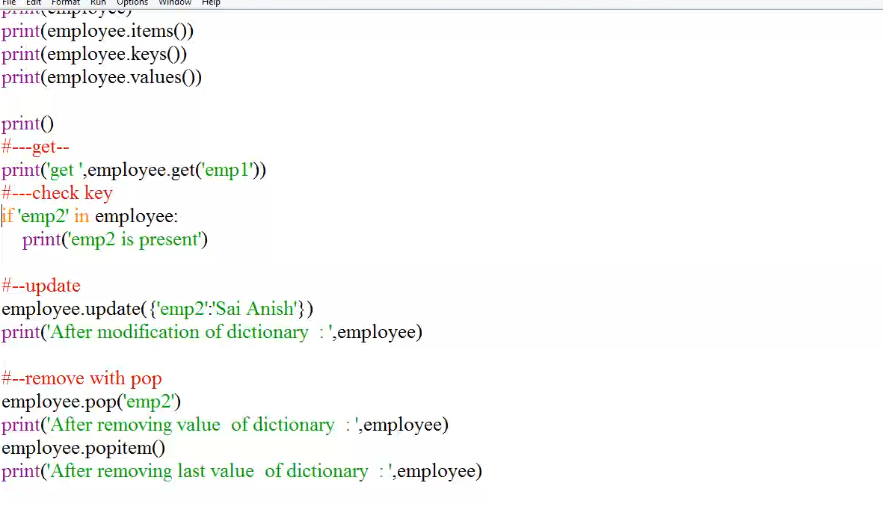 File Edit Format Run Options Window Help
print(employee)
print(employee.items())
print(employee.keys())
print(employee.values())
print()
#---get--
print('get ',employee.get('emp1'))
#---check key
if 'emp2' in employee:
print('emp2 is present')
#--update
employee.update({'emp2':'Sai Anish'})
print('After modification of dictionary  : ',employee)
#--remove with pop
employee.pop('emp2')
print('After removing value  of dictionary  : ',employee)
employee.popitem()
print('After removing last value  of dictionary  : ',employee)